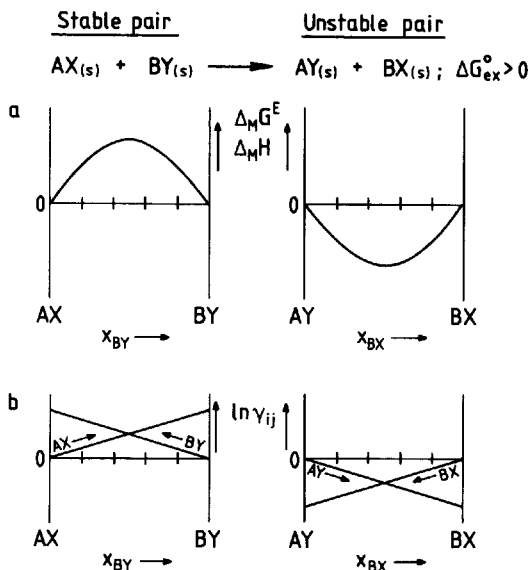 Stable pair Unstable pair
AX(s) + BY(s) → AY(s) + BX(s) ; ΔG°ex > 0
a
ΔMG^E
ΔMH
0 0
AX BY AY BX
xBY → xBX →
b
ln γij
AX BY AY BX
0 0
AX BY AY BX
xBY → xBX →